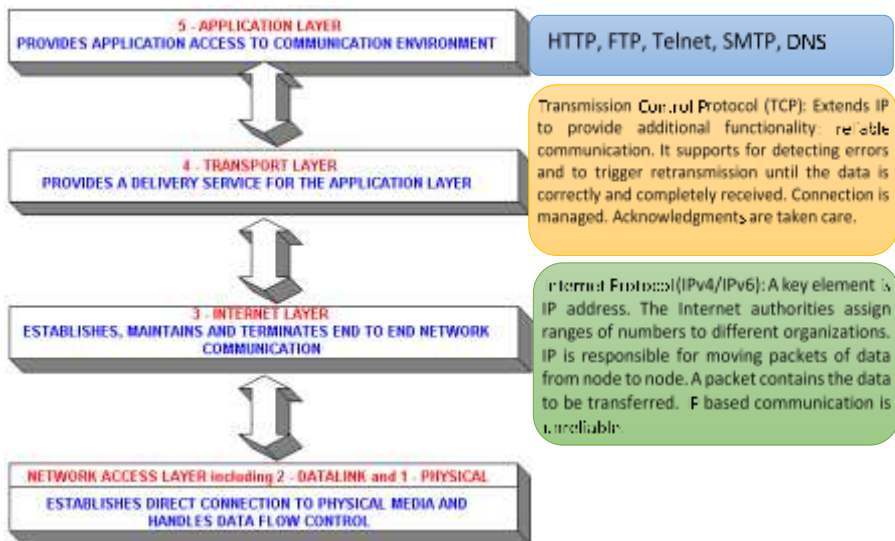 5 - APPLICATION LAYER
PROVIDES APPLICATION ACCESS TO COMMUNICATION ENVIRONMENT
HTTP, FTP, Telnet, SMTP, DNS
4 - TRANSPORT LAYER
PROVIDES A DELIVERY SERVICE FOR THE APPLICATION LAYER
Transmission Control Protocol (TCP): Extends IP
to provide additional functionality: reliable
communication. It supports for detecting errors
and to trigger retransmission until the data is
correctly and completely received. Connection is
managed. Acknowledgments are taken care.
3 - INTERNET LAYER
ESTABLISHES, MAINTAINS AND TERMINATES END TO END NETWORK
COMMUNICATION
Internet Protocol(IPv4/IPv6): A key element is
IP address. The Internet authorities assign
ranges of numbers to different organizations.
IP is responsible for moving packets of data
from node to node. A packet contains the data
to be transferred. IP based communication is
unreliable.
NETWORK ACCESS LAYER including 2 - DATALINK and 1 - PHYSICAL
ESTABLISHES DIRECT CONNECTION TO PHYSICAL MEDIA AND
HANDLES DATA FLOW CONTROL